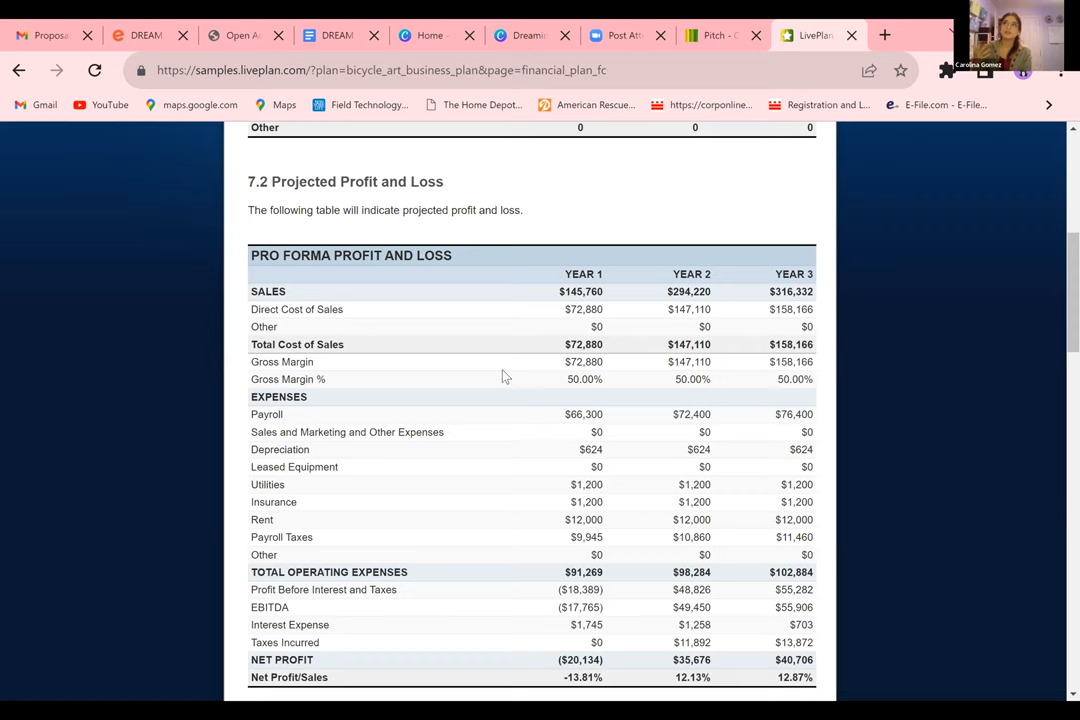 Proposa
DREAM
Open A
DREAM
Home -
Dreamin
Post Att
Pitch - C
LivePlan
Carolina Gomez
https://samples.liveplan.com/?plan=bicycle_art_business_plan&page=financial_plan_fc
Gmail YouTube maps.google.com Maps Field Technology... The Home Depot... American Rescue... https://corponline... Registration and L... E-File.com - E-File...
Other 0 0 0
7.2 Projected Profit and Loss
The following table will indicate projected profit and loss.
PRO FORMA PROFIT AND LOSS
YEAR 1 YEAR 2 YEAR 3
SALES $145,760 $294,220 $316,332
Direct Cost of Sales $72,880 $147,110 $158,166
Other $0 $0 $0
Total Cost of Sales $72,880 $147,110 $158,166
Gross Margin $72,880 $147,110 $158,166
Gross Margin % 50.00% 50.00% 50.00%
EXPENSES
Payroll $66,300 $72,400 $76,400
Sales and Marketing and Other Expenses $0 $0 $0
Depreciation $624 $624 $624
Leased Equipment $0 $0 $0
Utilities $1,200 $1,200 $1,200
Insurance $1,200 $1,200 $1,200
Rent $12,000 $12,000 $12,000
Payroll Taxes $9,945 $10,860 $11,460
Other $0 $0 $0
TOTAL OPERATING EXPENSES $91,269 $98,284 $102,884
Profit Before Interest and Taxes ($18,389) $48,826 $55,282
EBITDA ($17,765) $49,450 $55,906
Interest Expense $1,745 $1,258 $703
Taxes Incurred $0 $11,892 $13,872
NET PROFIT ($20,134) $35,676 $40,706
Net Profit/Sales -13.81% 12.13% 12.87%